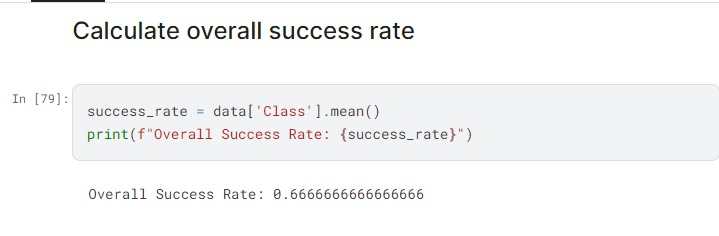 Calculate overall success rate
In [79]:
success_rate = data['Class'].mean()
print(f"Overall Success Rate: {success_rate}")
Overall Success Rate: 0.6666666666666666